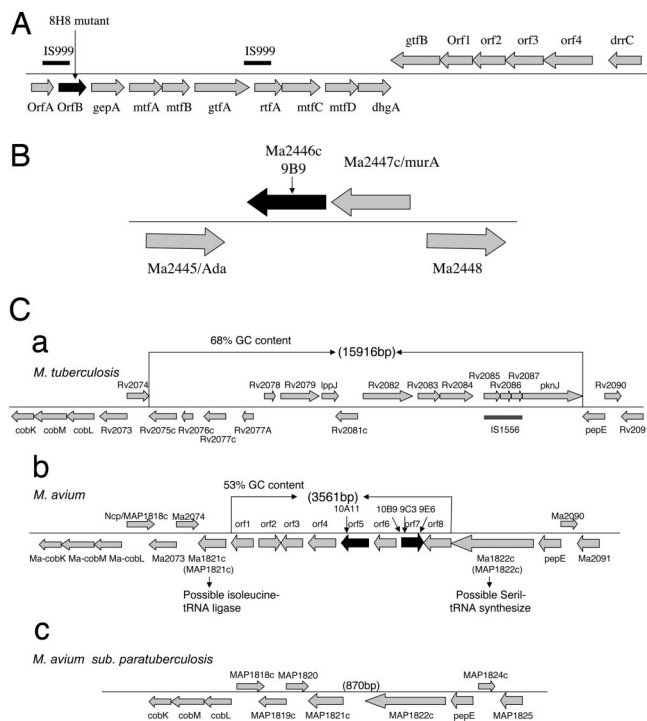 A
8H8 mutant
IS999
IS999
gtfB Orf1 orf2 orf3 orf4 drrC
OrfA OrfB gepA mtfA mtfB gtfA rtfA mtfC mtfD dhgA
B
Ma2446c
9B9
Ma2447c/murA
Ma2445/Ada
Ma2448
C
a
68% GC content
(15916bp)
M. tuberculosis
Rv2074 Rv2078 Rv2079 lppJ Rv2082 Rv2083 Rv2084 Rv2085 Rv2086 Rv2087 pknJ Rv2090
cobK cobM cobL Rv2073 Rv2075c Rv2076c Rv2077c Rv2077A Rv2081c IS1556 pepE Rv209
b
53% GC content
M. avium
(3561bp)
Ncp/MAP1818c Ma2074 10A11 10B9 9C3 9E6 Ma2090
orf1 orf2 orf3 orf4 orf5 orf6 orf7 orf8
Ma-cobK Ma-cobM Ma-cobL Ma2073 Ma1821c Ma1822c pepE Ma2091
(MAP1821c) (MAP1822c)
Possible isoleucine-
tRNA ligase
Possible Seril-
tRNA synthesize
c
M. avium sub. paratuberculosis
MAP1818c MAP1820 (870bp) MAP1824c
cobK cobM cobL MAP1819c MAP1821c MAP1822c pepE MAP1825